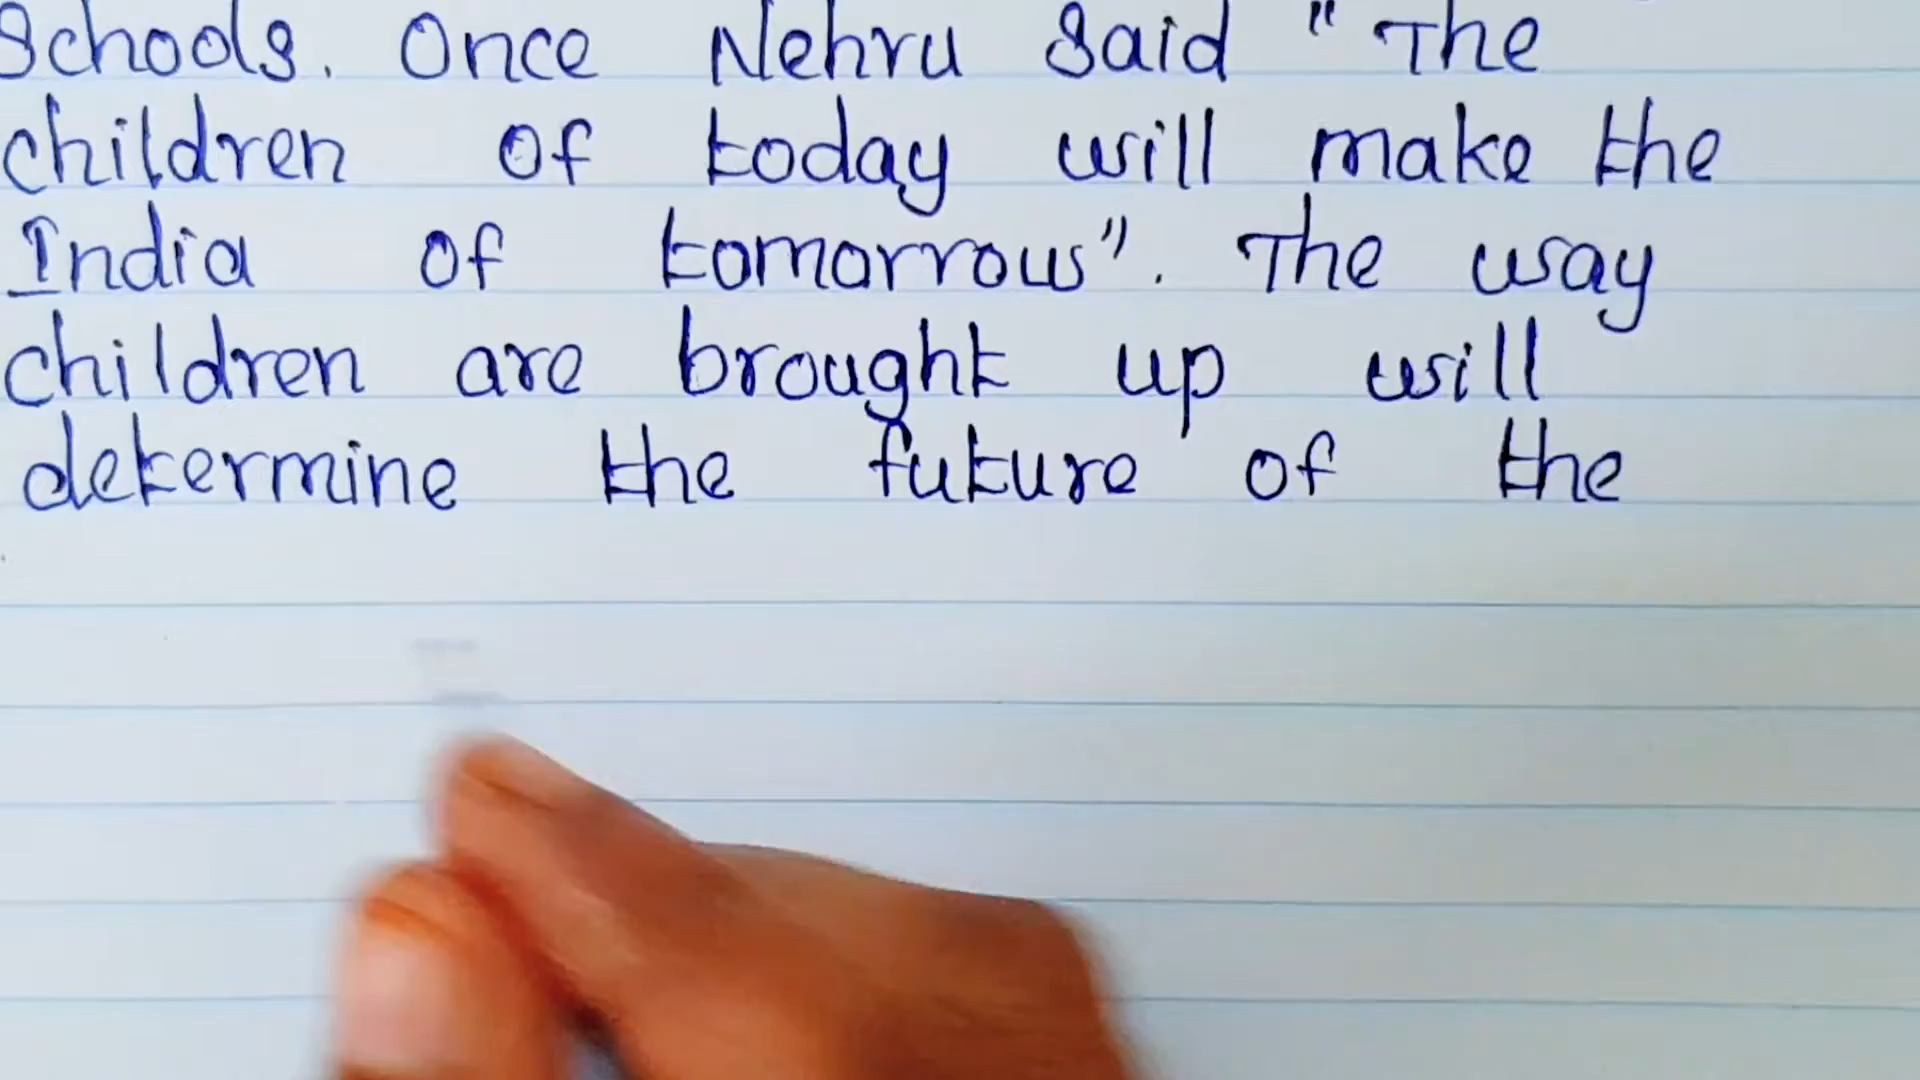 Schools. Once Nehru Said "The
children of today will make the
India of tomorrow". The way
children are brought up will
determine the future of the